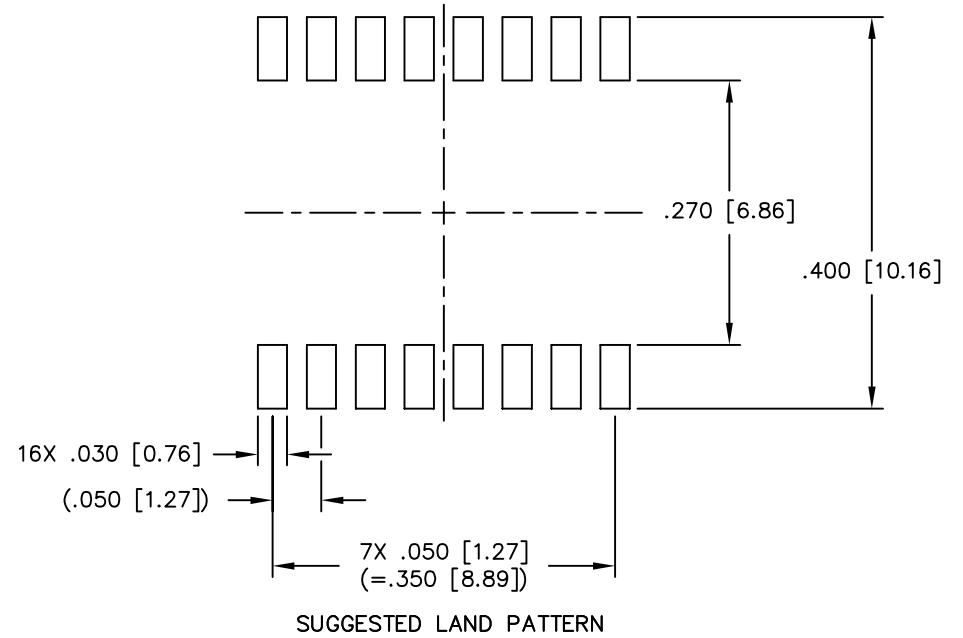 .270 [6.86]
.400 [10.16]
16X .030 [0.76]
(.050 [1.27])
7X .050 [1.27]
(=.350 [8.89])
SUGGESTED LAND PATTERN